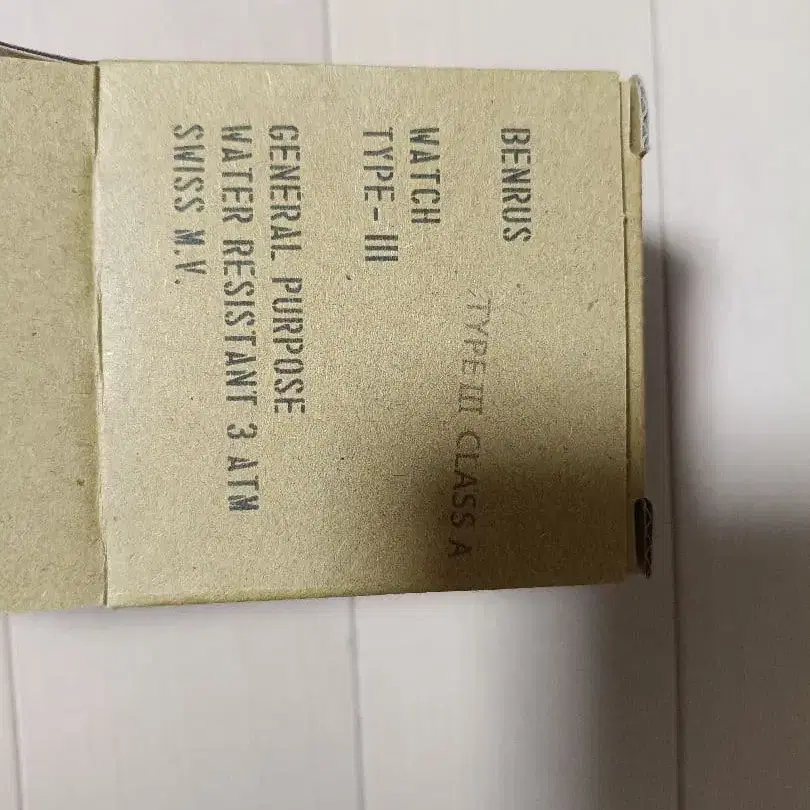 BENRUS
TYPE III CLASS A
WATCH
TYPE-III
GENERAL PURPOSE
WATER RESISTANT 3 ATM
SWISS M.V.